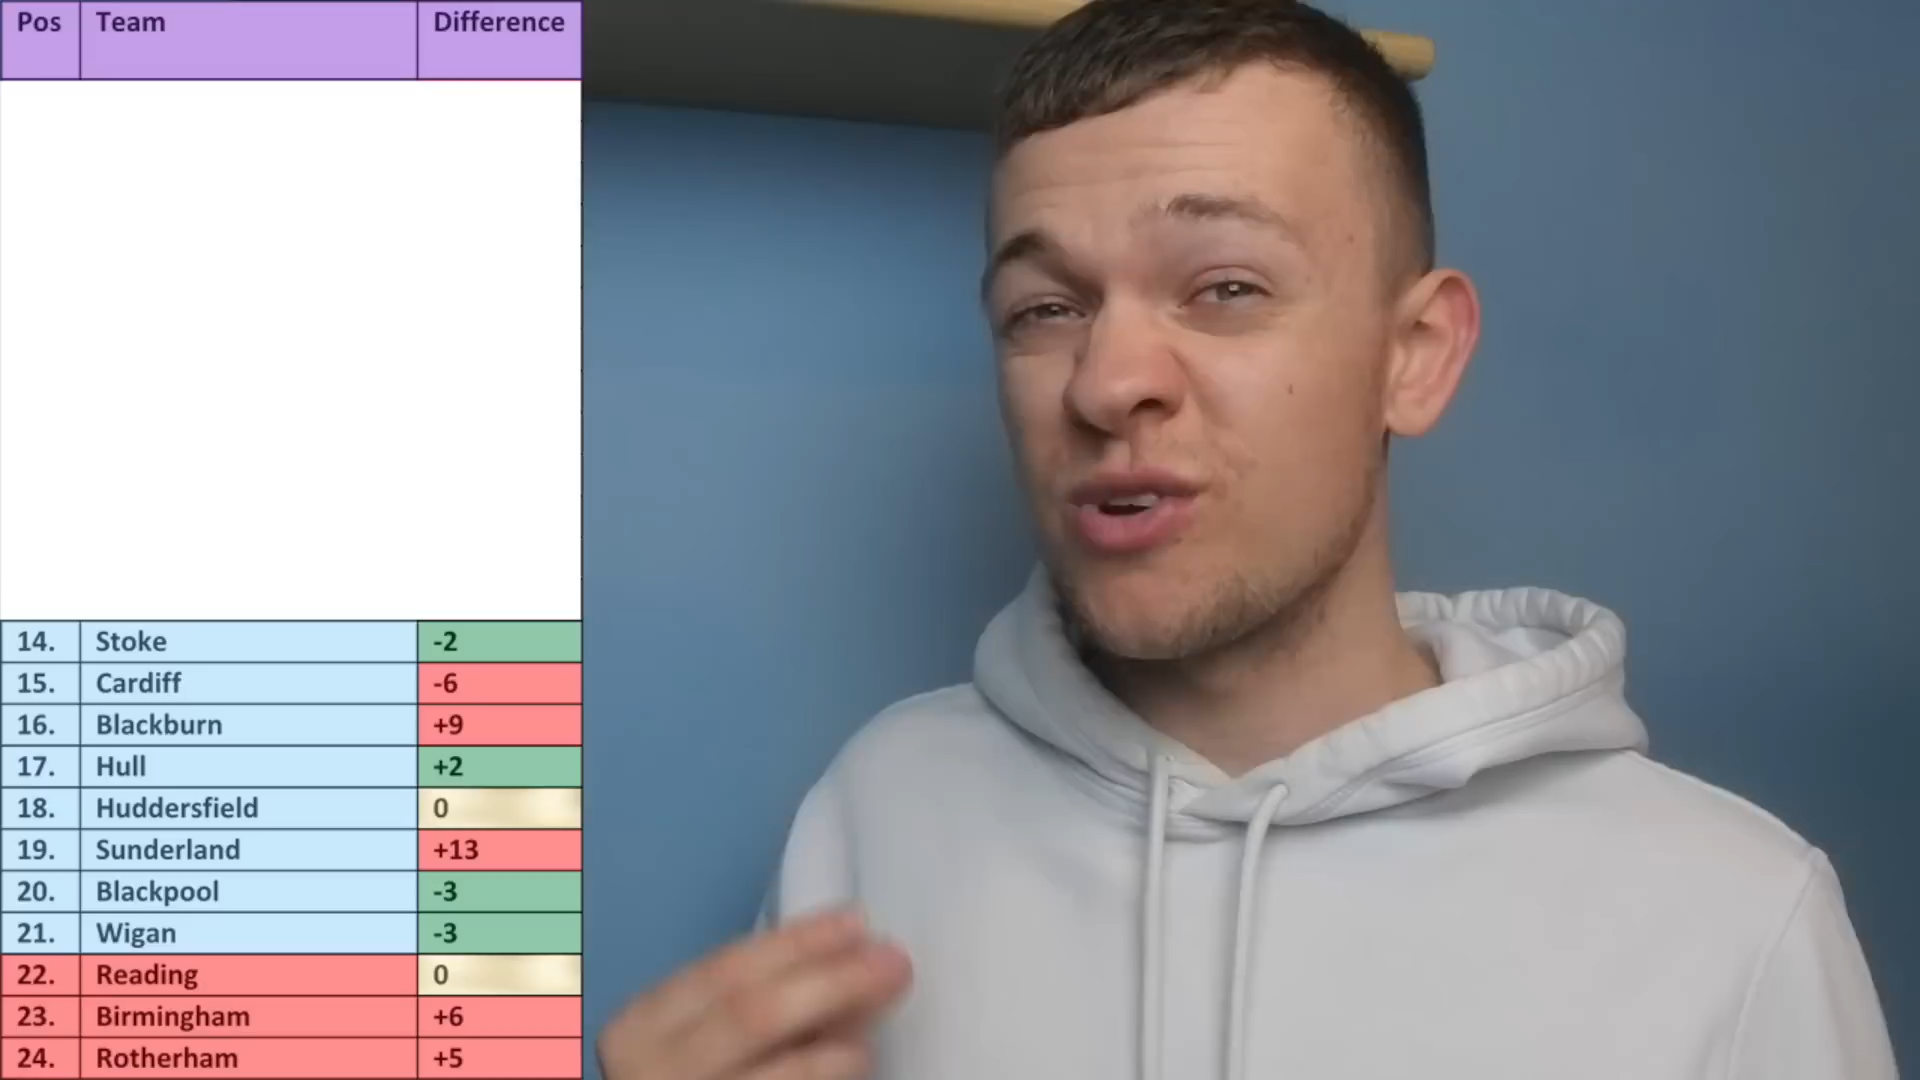 Pos Team Difference
14. Stoke -2
15. Cardiff -6
16. Blackburn +9
17. Hull +2
18. Huddersfield 0
19. Sunderland +13
20. Blackpool -3
21. Wigan -3
22. Reading 0
23. Birmingham +6
24. Rotherham +5